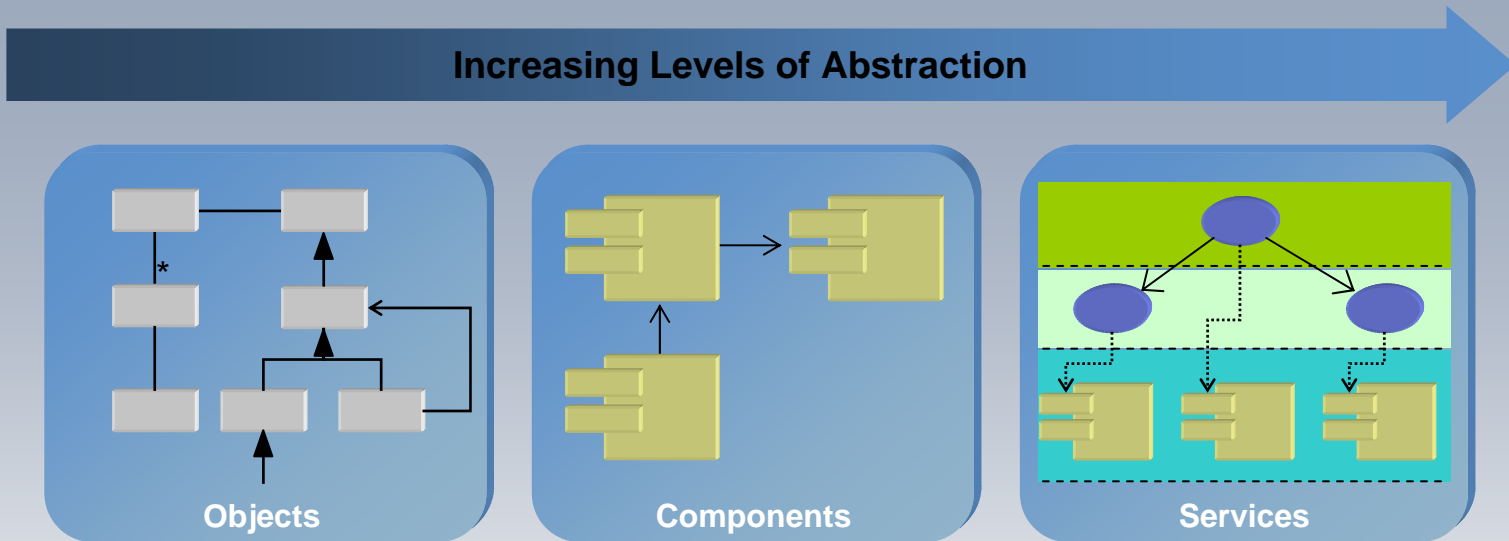 Increasing Levels of Abstraction
*
Objects
Components
Services